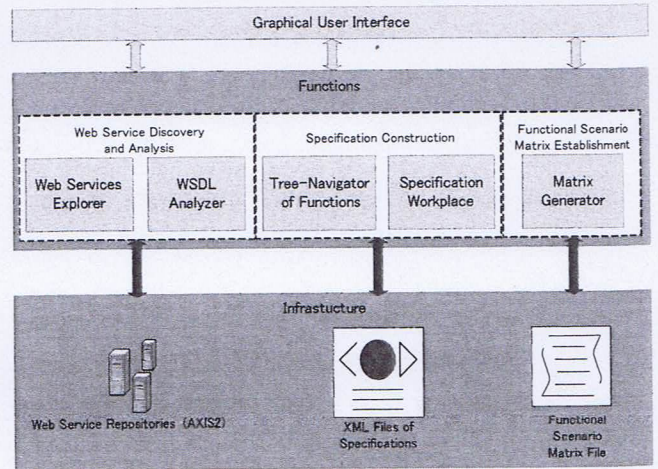 Graphical User Interface
Functions
Web Service Discovery
and Analysis
Web Services
Explorer
WSDL
Analyzer
Specification Construction
Tree-Navigator
of Functions
Specification
Workplace
Functional Scenario
Matrix Establishment
Matrix
Generator
Infrastucture
Web Service Repositories (AXIS2)
XML Files of
Specifications
Functional
Scenario
Matrix File